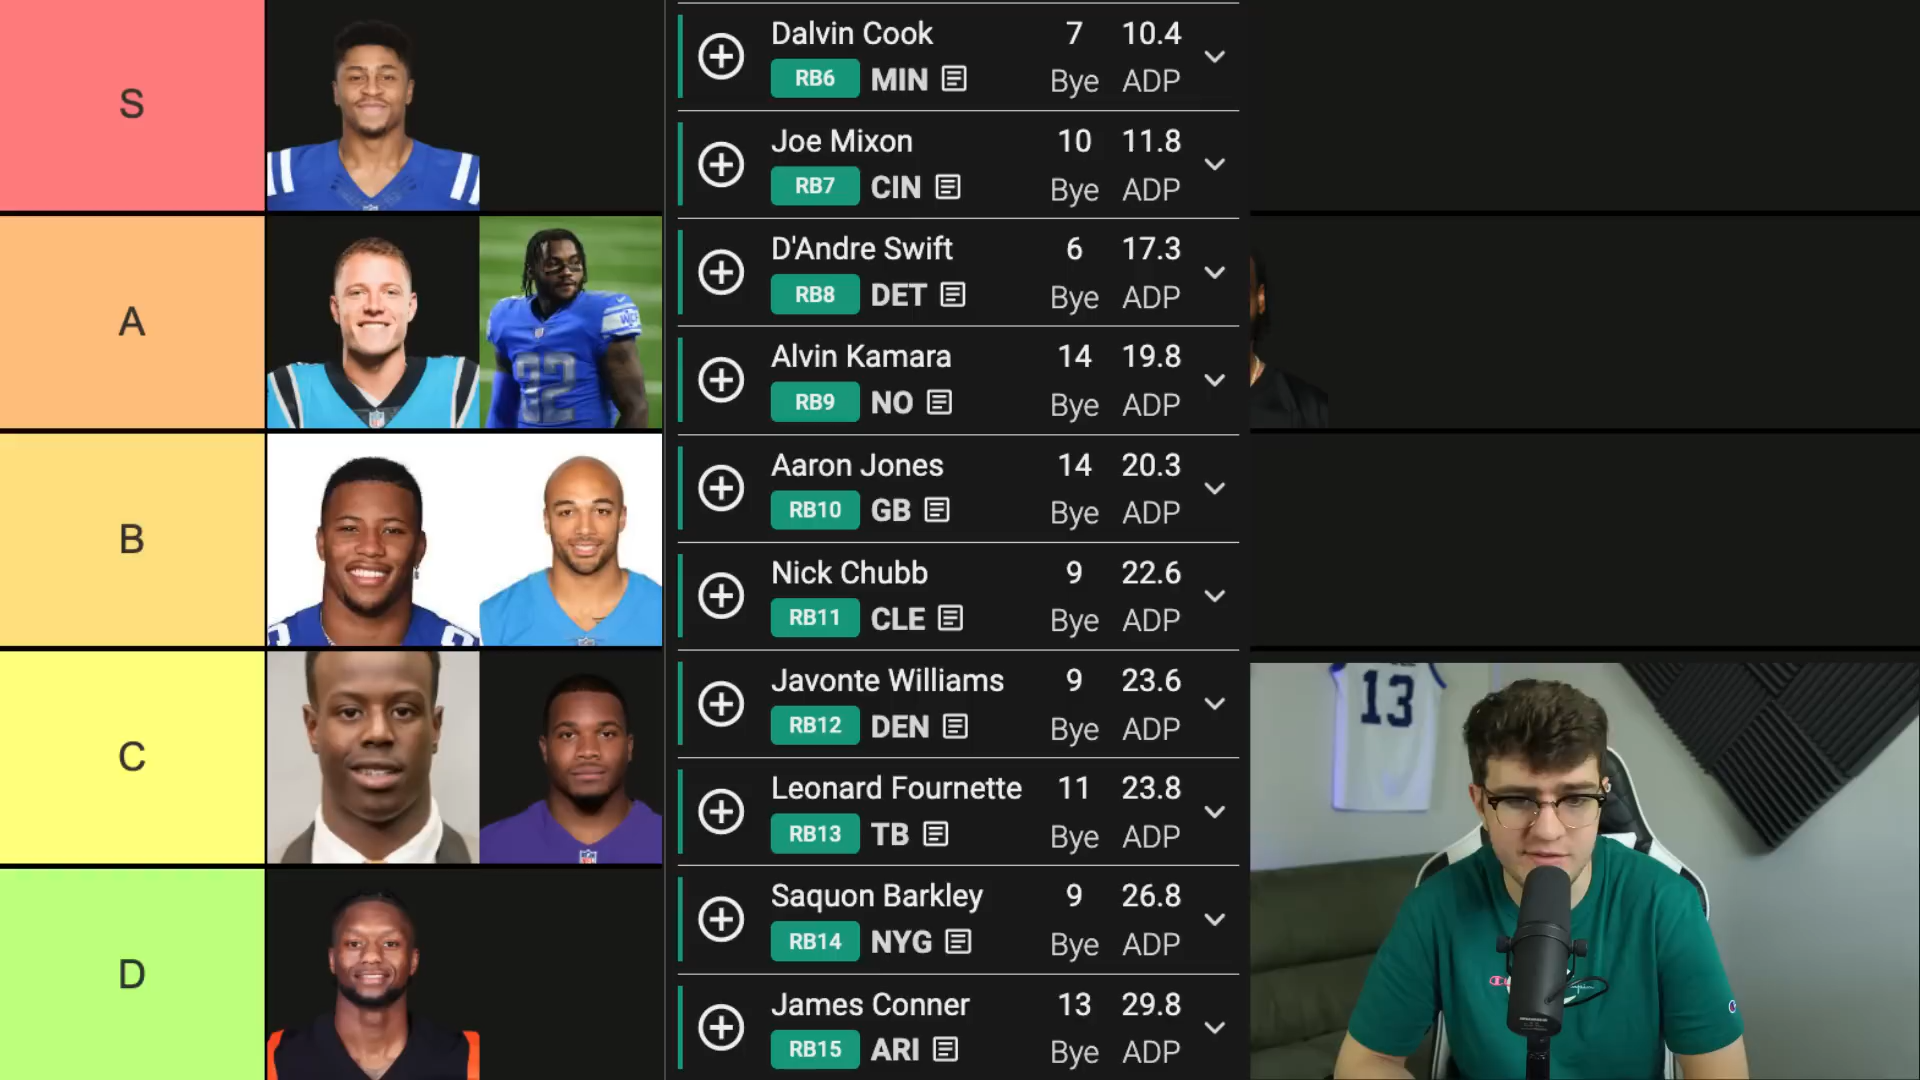 S
A
B
C
D
Dalvin Cook 7 10.4
RB6 MIN Bye ADP
Joe Mixon 10 11.8
RB7 CIN Bye ADP
D'Andre Swift 6 17.3
RB8 DET Bye ADP
Alvin Kamara 14 19.8
RB9 NO Bye ADP
Aaron Jones 14 20.3
RB10 GB Bye ADP
Nick Chubb 9 22.6
RB11 CLE Bye ADP
Javonte Williams 9 23.6
RB12 DEN Bye ADP
Leonard Fournette 11 23.8
RB13 TB Bye ADP
Saquon Barkley 9 26.8
RB14 NYG Bye ADP
James Conner 13 29.8
RB15 ARI Bye ADP
32
13